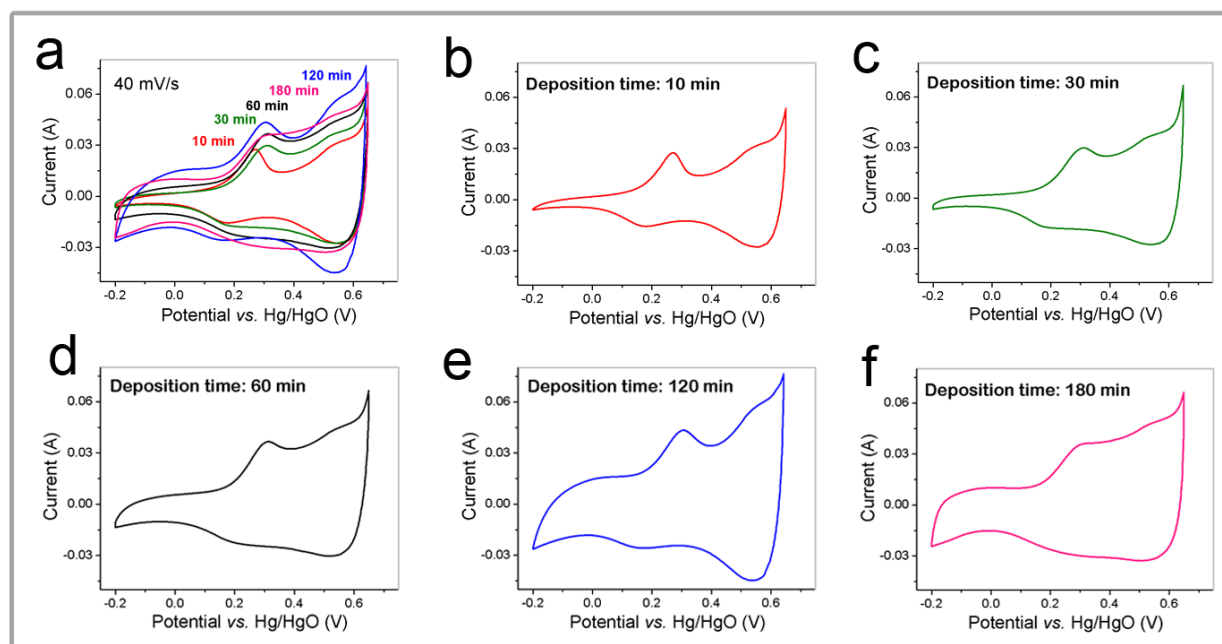 a
40 mV/s
120 min
180 min
60 min
30 min
10 min
Current (A)
0.06
0.03
0.00
-0.03
-0.2 0.0 0.2 0.4 0.6
Potential vs. Hg/HgO (V)
b
Deposition time: 10 min
Current (A)
0.06
0.03
0.00
-0.03
-0.2 0.0 0.2 0.4 0.6
Potential vs. Hg/HgO (V)
c
Deposition time: 30 min
Current (A)
0.06
0.03
0.00
-0.03
-0.2 0.0 0.2 0.4 0.6
Potential vs. Hg/HgO (V)
d
Deposition time: 60 min
Current (A)
0.06
0.03
0.00
-0.03
-0.2 0.0 0.2 0.4 0.6
Potential vs. Hg/HgO (V)
e
Deposition time: 120 min
Current (A)
0.06
0.03
0.00
-0.03
-0.2 0.0 0.2 0.4 0.6
Potential vs. Hg/HgO (V)
f
Deposition time: 180 min
Current (A)
0.06
0.03
0.00
-0.03
-0.2 0.0 0.2 0.4 0.6
Potential vs. Hg/HgO (V)